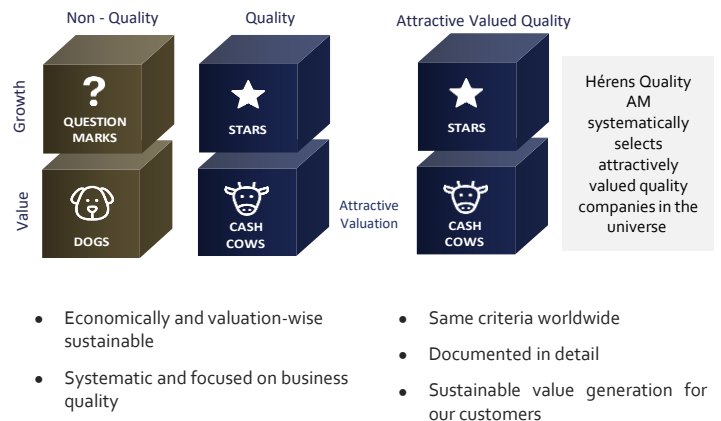 Non - Quality
Quality
Attractive Valued Quality
Growth
?
QUESTION
MARKS
STARS
STARS
Value
DOGS
CASH
COWS
Attractive
Valuation
CASH
COWS
Hérens Quality
AM
systematically
selects
attractively
valued quality
companies in the
universe
• Economically and valuation-wise
sustainable
• Systematic and focused on business
quality
• Same criteria worldwide
• Documented in detail
• Sustainable value generation for
our customers